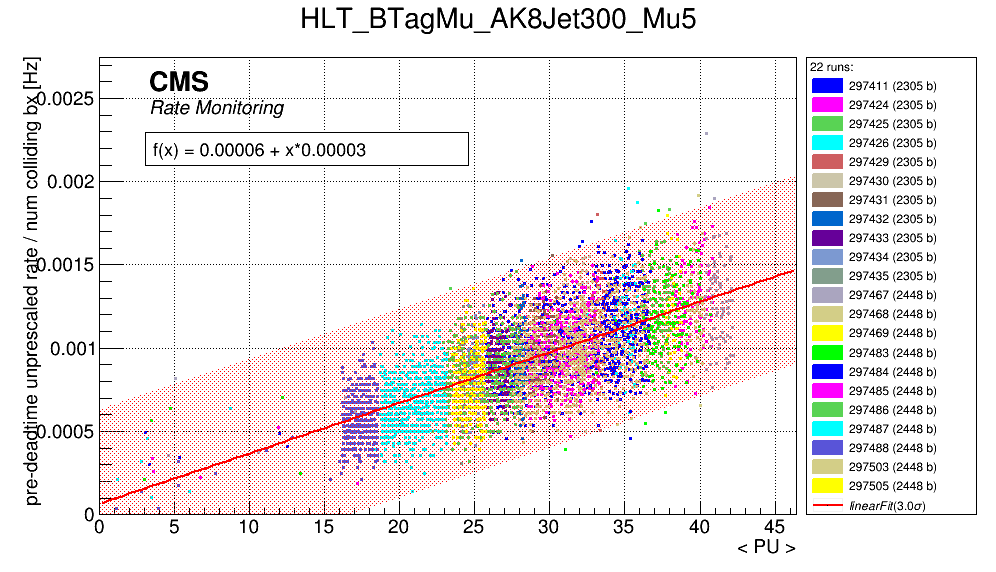 HLT_BTagMu_AK8Jet300_Mu5
pre-deadtime unprescaled rate / num colliding bx [Hz]
CMS
Rate Monitoring
f(x) = 0.00006 + x*0.00003
0.0025
0.002
0.0015
0.001
0.0005
0
0 5 10 15 20 25 30 35 40 45
< PU >
22 runs:
297411 (2305 b)
297424 (2305 b)
297425 (2305 b)
297426 (2305 b)
297429 (2305 b)
297430 (2305 b)
297431 (2305 b)
297432 (2305 b)
297433 (2305 b)
297434 (2305 b)
297435 (2305 b)
297467 (2448 b)
297468 (2448 b)
297469 (2448 b)
297483 (2448 b)
297484 (2448 b)
297485 (2448 b)
297486 (2448 b)
297487 (2448 b)
297488 (2448 b)
297503 (2448 b)
297505 (2448 b)
linearFit(3.0σ)